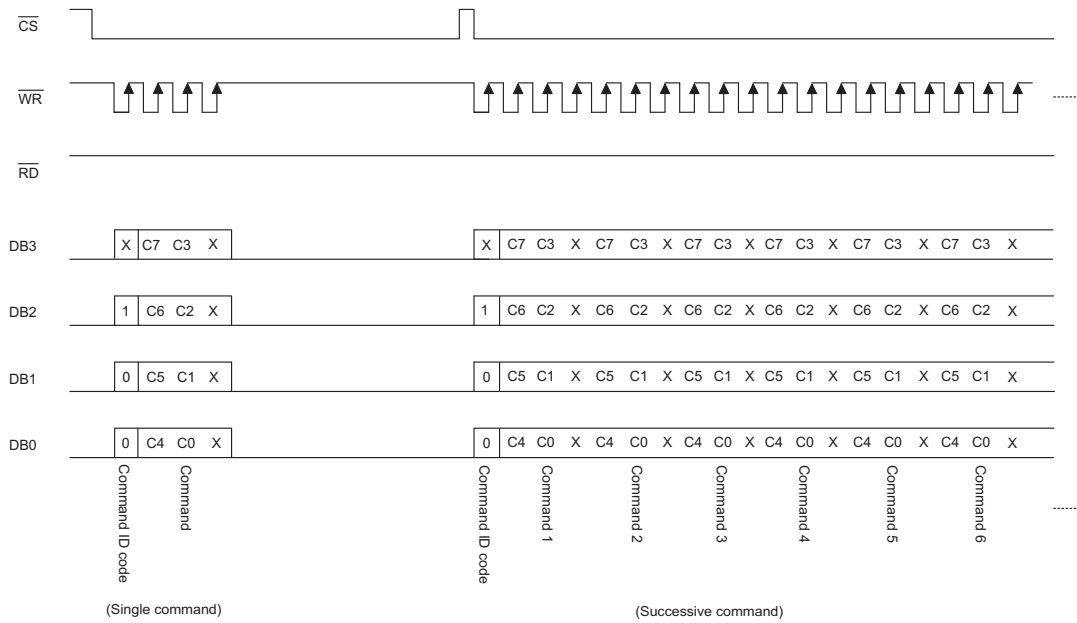 CS
WR
RD
DB3 X C7 C3 X X C7 C3 X C7 C3 X C7 C3 X C7 C3 X C7 C3 X C7 C3 X
DB2 1 C6 C2 X 1 C6 C2 X C6 C2 X C6 C2 X C6 C2 X C6 C2 X C6 C2 X
DB1 0 C5 C1 X 0 C5 C1 X C5 C1 X C5 C1 X C5 C1 X C5 C1 X C5 C1 X
DB0 0 C4 C0 X 0 C4 C0 X C4 C0 X C4 C0 X C4 C0 X C4 C0 X C4 C0 X
Command ID code
Command
Command ID code
Command 1
Command 2
Command 3
Command 4
Command 5
Command 6
(Single command)
(Successive command)